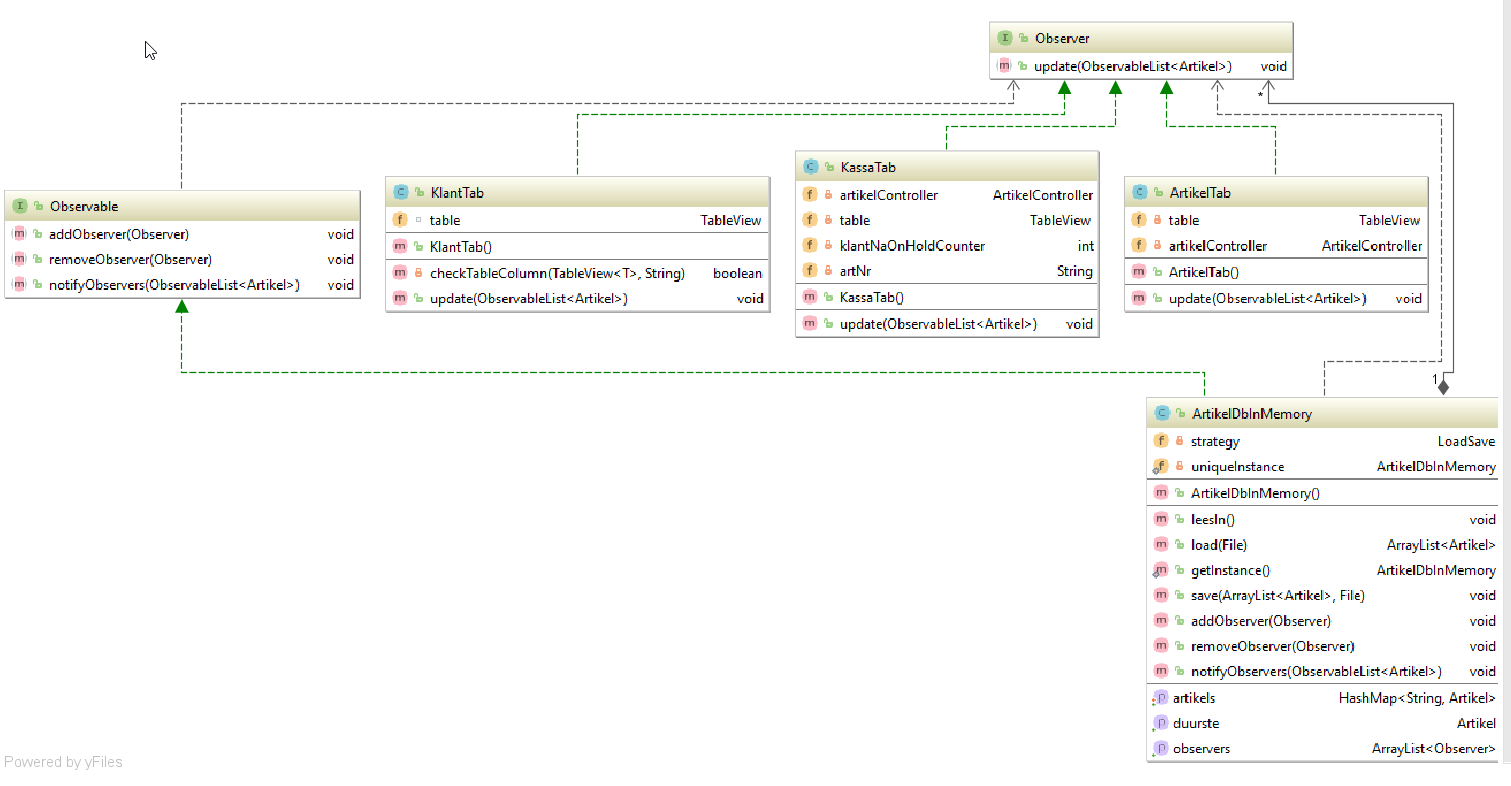 Observer
update(ObservableList<Artikel>) void
*
Observable
addObserver(Observer) void
removeObserver(Observer) void
notifyObservers(ObservableList<Artikel>) void
KlantTab
table TableView
KlantTab()
checkTableColumn(TableView<T>, String) boolean
update(ObservableList<Artikel>) void
KassaTab
artikelController ArtikelController
table TableView
klantNaOnHoldCounter int
artNr String
KassaTab()
update(ObservableList<Artikel>) void
ArtikelTab
table TableView
artikelController ArtikelController
ArtikelTab()
update(ObservableList<Artikel>) void
1
ArtikelDbInMemory
strategy LoadSave
uniqueInstance ArtikelDbInMemory
ArtikelDbInMemory()
leesIn() void
load(File) ArrayList<Artikel>
getInstance() ArtikelDbInMemory
save(ArrayList<Artikel>, File) void
addObserver(Observer) void
removeObserver(Observer) void
notifyObservers(ObservableList<Artikel>) void
artikels HashMap<String, Artikel>
duurste Artikel
observers ArrayList<Observer>
Powered by yFiles